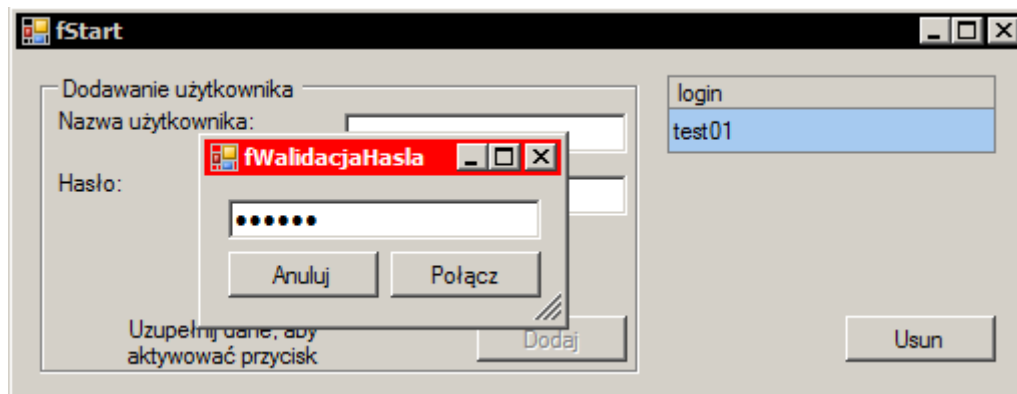 fStart
Dodawanie użytkownika
Nazwa użytkownika:
login
test01
fWalidacjaHasla
Hasło:
••••••
Anuluj
Połącz
Uzupełnij dane, aby
aktywować przycisk
Dodaj
Usun